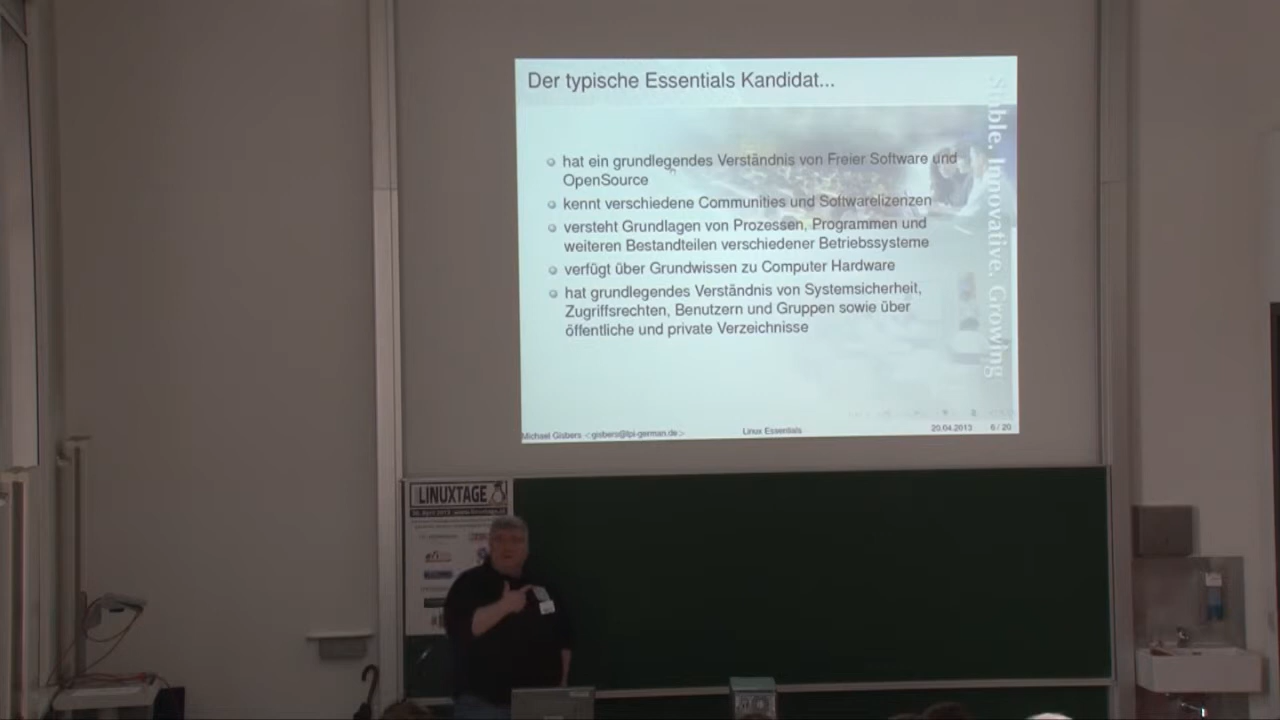 Der typische Essentials Kandidat...
hat ein grundlegendes Verständnis von Freier Software und
OpenSource
kennt verschiedene Communities und Softwarelizenzen
versteht Grundlagen von Prozessen, Programmen und
weiteren Bestandteilen verschiedener Betriebssysteme
verfügt über Grundwissen zu Computer Hardware
hat grundlegendes Verständnis von Systemsicherheit,
Zugriffsrechten, Benutzern und Gruppen sowie über
öffentliche und private Verzeichnisse
Stable. Innovative. Growing
Michael Gisbers <gisbers@lpi-german.de>
Linux Essentials
20.04.2013
6 / 20
LINUXTAGE